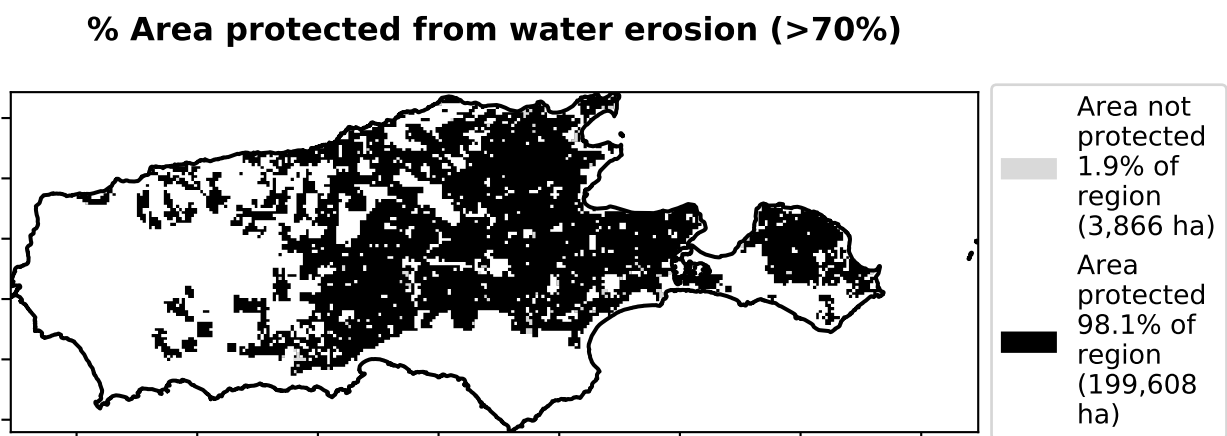 % Area protected from water erosion (>70%)
Area not
protected
1.9% of
region
(3,866 ha)
Area
protected
98.1% of
region
(199,608
ha)